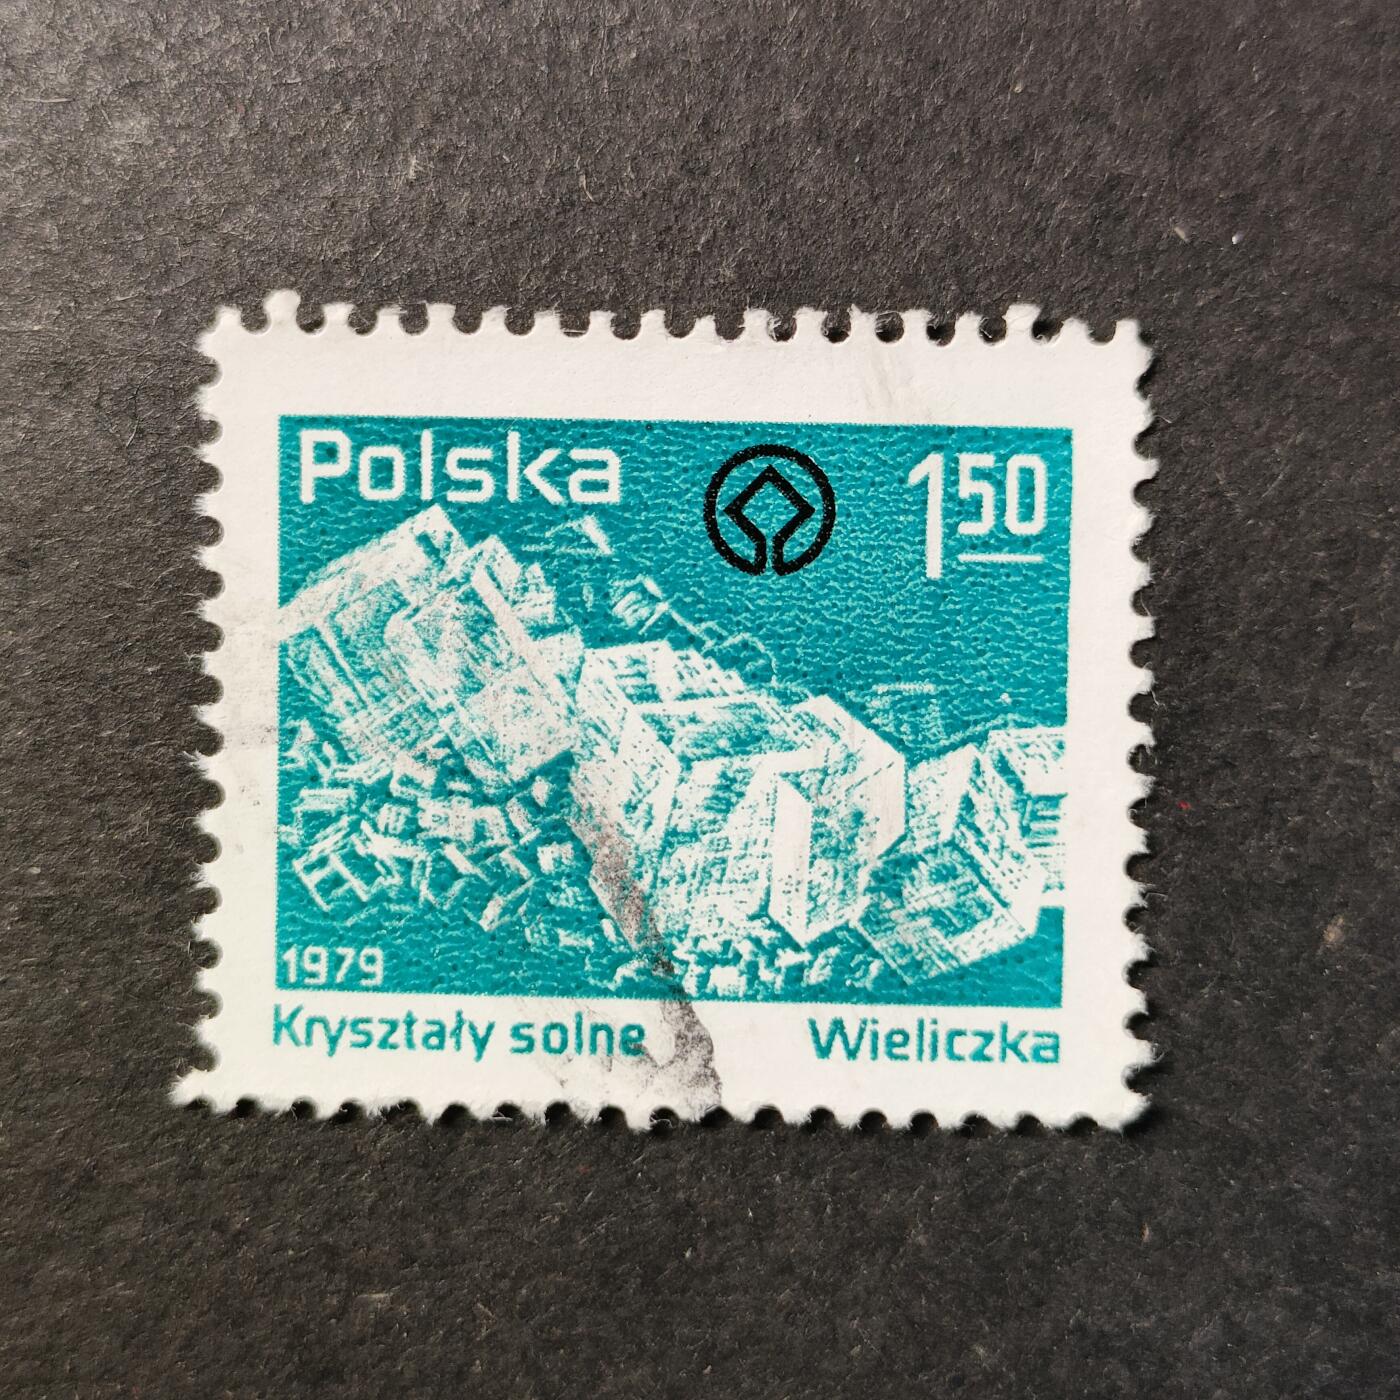 Polska
1 50
1979
Kryształy solne Wieliczka